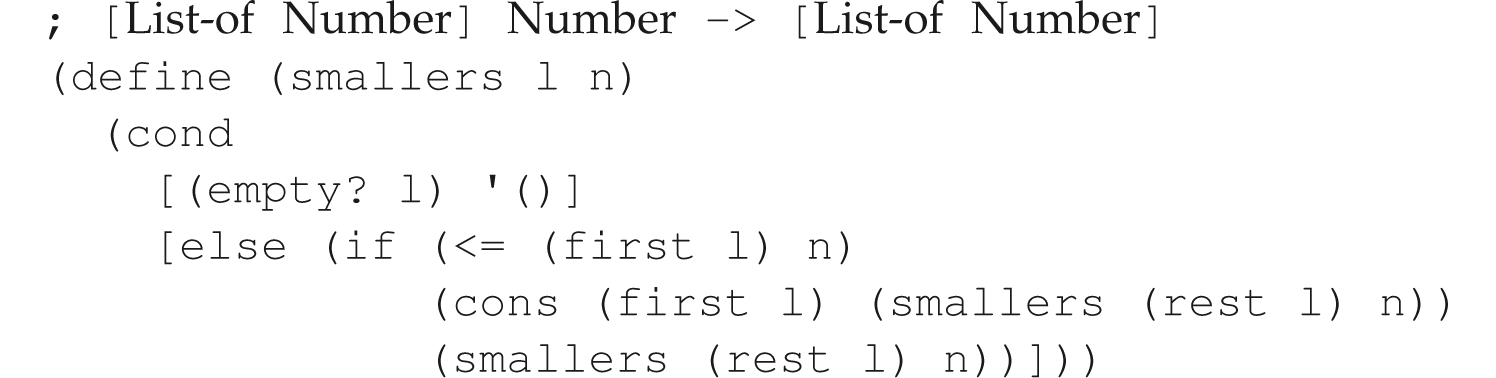 ; [List-of Number] Number -> [List-of Number]
(define (smallers l n)
  (cond
    [(empty? l) '()]
    [else (if (<= (first l) n)
              (cons (first l) (smallers (rest l) n))
              (smallers (rest l) n))]))